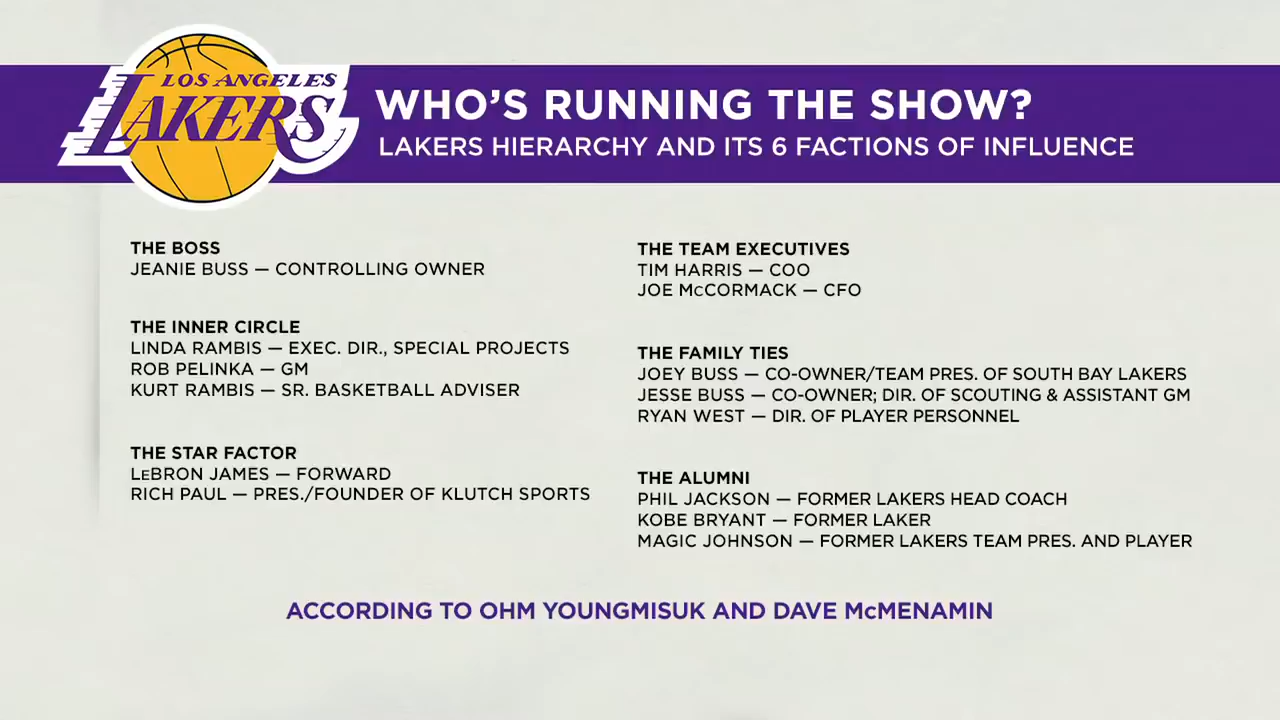 LOS ANGELES
LAKERS
WHO'S RUNNING THE SHOW?
LAKERS HIERARCHY AND ITS 6 FACTIONS OF INFLUENCE
THE BOSS
JEANIE BUSS — CONTROLLING OWNER
THE INNER CIRCLE
LINDA RAMBIS — EXEC. DIR., SPECIAL PROJECTS
ROB PELINKA — GM
KURT RAMBIS — SR. BASKETBALL ADVISER
THE STAR FACTOR
LEBRON JAMES — FORWARD
RICH PAUL — PRES./FOUNDER OF KLUTCH SPORTS
THE TEAM EXECUTIVES
TIM HARRIS — COO
JOE McCORMACK — CFO
THE FAMILY TIES
JOEY BUSS — CO-OWNER/TEAM PRES. OF SOUTH BAY LAKERS
JESSE BUSS — CO-OWNER; DIR. OF SCOUTING & ASSISTANT GM
RYAN WEST — DIR. OF PLAYER PERSONNEL
THE ALUMNI
PHIL JACKSON — FORMER LAKERS HEAD COACH
KOBE BRYANT — FORMER LAKER
MAGIC JOHNSON — FORMER LAKERS TEAM PRES. AND PLAYER
ACCORDING TO OHM YOUNGMISUK AND DAVE McMENAMIN